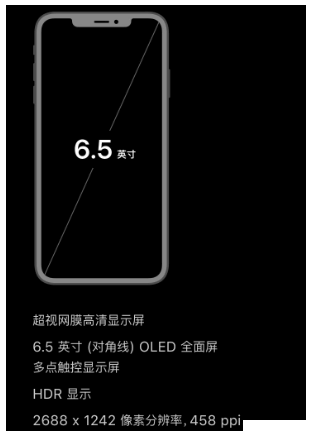 6.5 英寸
超视网膜高清显示屏
6.5 英寸 (对角线) OLED 全面屏
多点触控显示屏
HDR 显示
2688 x 1242 像素分辨率, 458 ppi